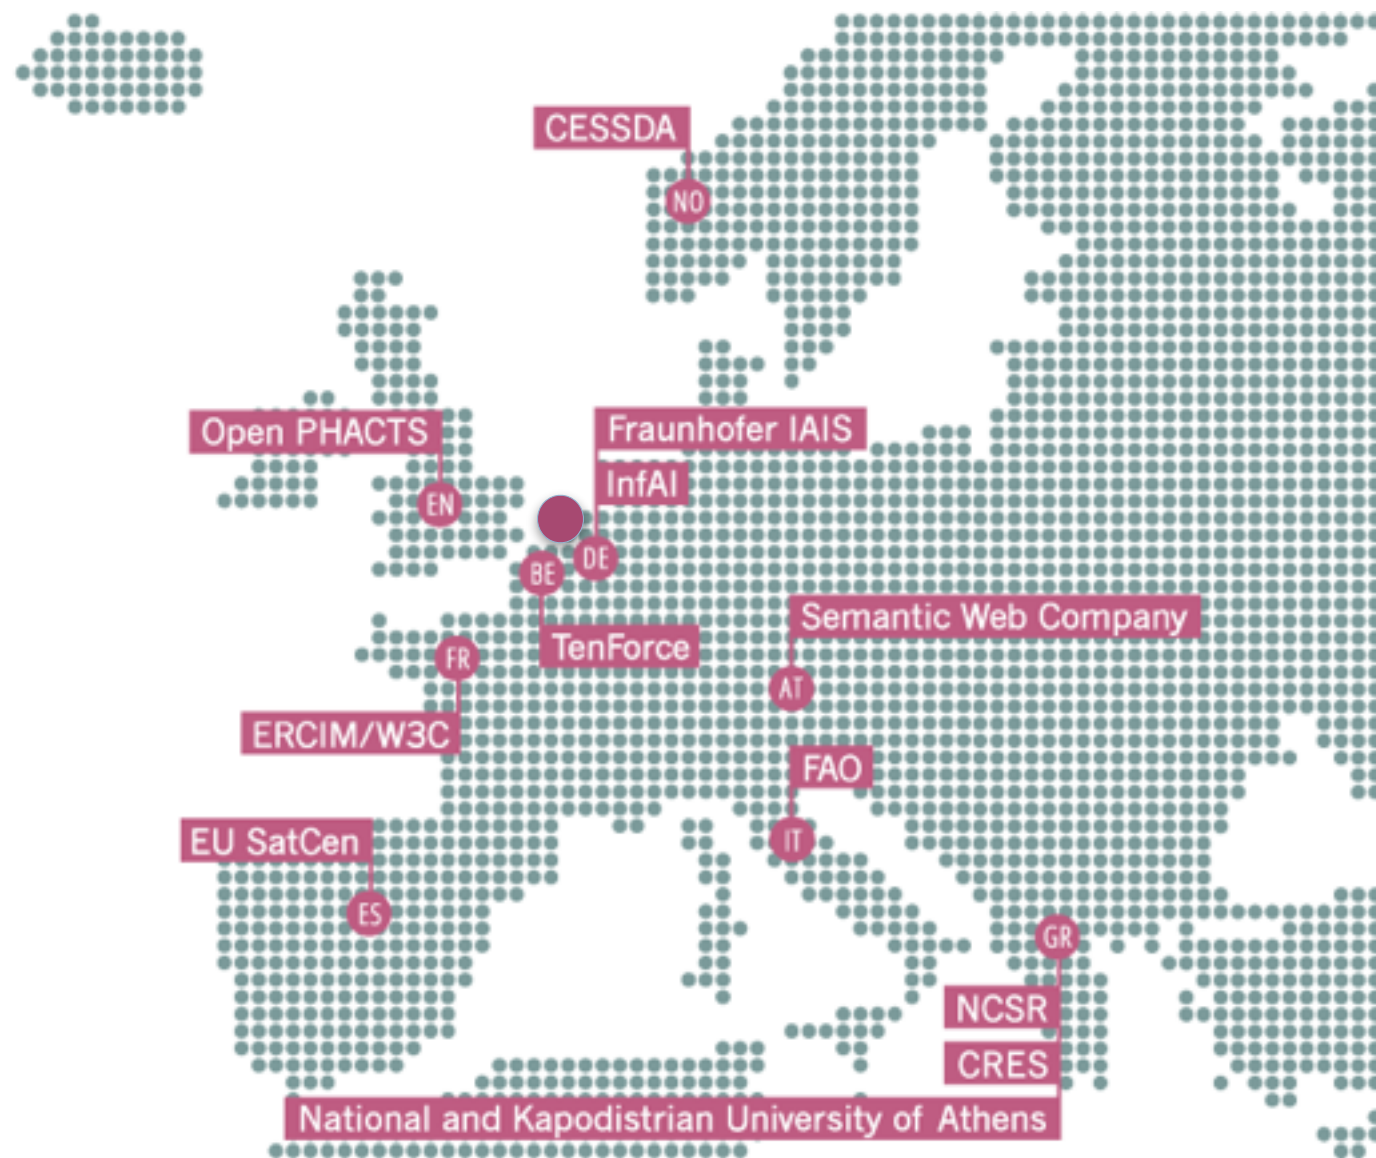 CESSDA
NO
Open PHACTS
Fraunhofer IAIS
InfAI
EN
DE
BE
Semantic Web Company
TenForce
FR
AT
ERCIM/W3C
FAO
EU SatCen
IT
ES
GR
NCSR
CRES
National and Kapodistrian University of Athens